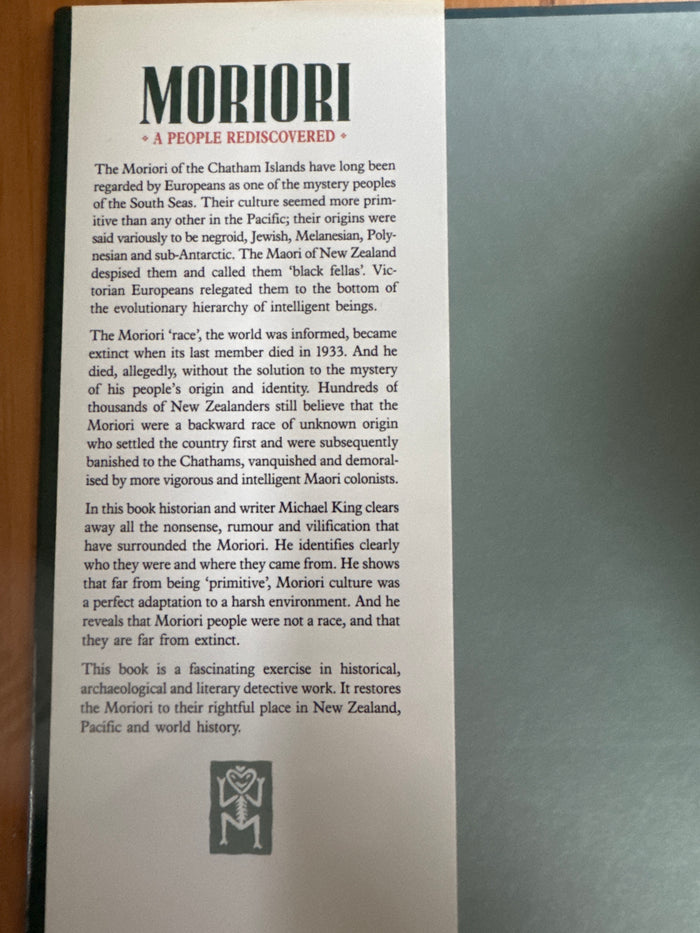 MORIORI
◆ A PEOPLE REDISCOVERED ◆
The Moriori of the Chatham Islands have long been
regarded by Europeans as one of the mystery peoples
of the South Seas. Their culture seemed more prim-
itive than any other in the Pacific; their origins were
said variously to be negroid, Jewish, Melanesian, Poly-
nesian and sub-Antarctic. The Maori of New Zealand
despised them and called them ‘black fellas’. Vic-
torian Europeans relegated them to the bottom of
the evolutionary hierarchy of intelligent beings.
The Moriori ‘race’, the world was informed, became
extinct when its last member died in 1933. And he
died, allegedly, without the solution to the mystery
of his people’s origin and identity. Hundreds of
thousands of New Zealanders still believe that the
Moriori were a backward race of unknown origin
who settled the country first and were subsequently
banished to the Chathams, vanquished and demoral-
ised by more vigorous and intelligent Maori colonists.
In this book historian and writer Michael King clears
away all the nonsense, rumour and vilification that
have surrounded the Moriori. He identifies clearly
who they were and where they came from. He shows
that far from being ‘primitive’, Moriori culture was
a perfect adaptation to a harsh environment. And he
reveals that Moriori people were not a race, and that
they are far from extinct.
This book is a fascinating exercise in historical,
archaeological and literary detective work. It restores
the Moriori to their rightful place in New Zealand,
Pacific and world history.